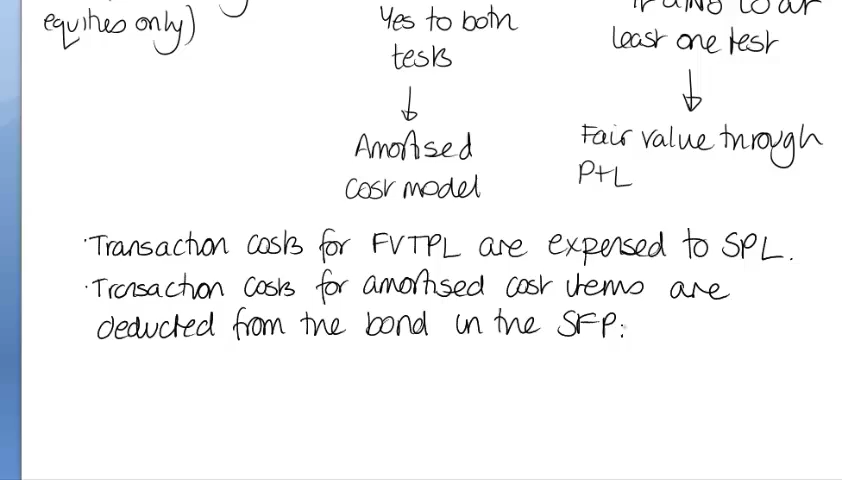 equities only)
Yes to both
tests
least one test
Amortised
cost model
Fair value through
P+L
·Transaction costs for FVTPL are expensed to SPL.
·Transaction costs for amortised cost items are
deducted from the bond in the SFP.